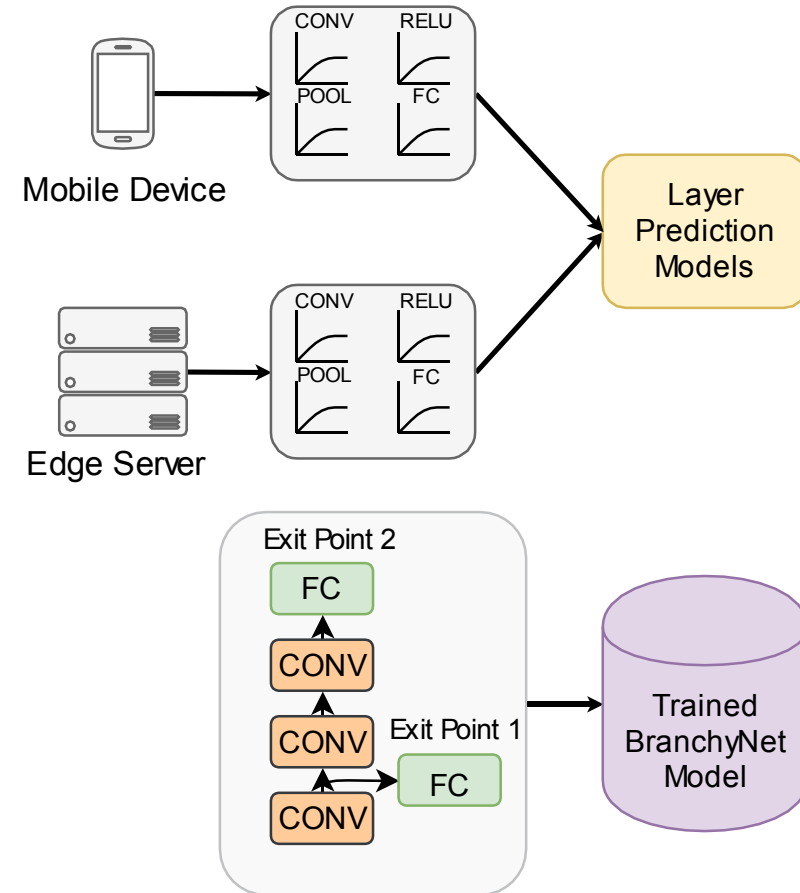 CONV
RELU
POOL
FC
Mobile Device
Layer
Prediction
Models
CONV
RELU
POOL
FC
Edge Server
Exit Point 2
FC
CONV
CONV
Exit Point 1
FC
CONV
Trained
BranchyNet
Model